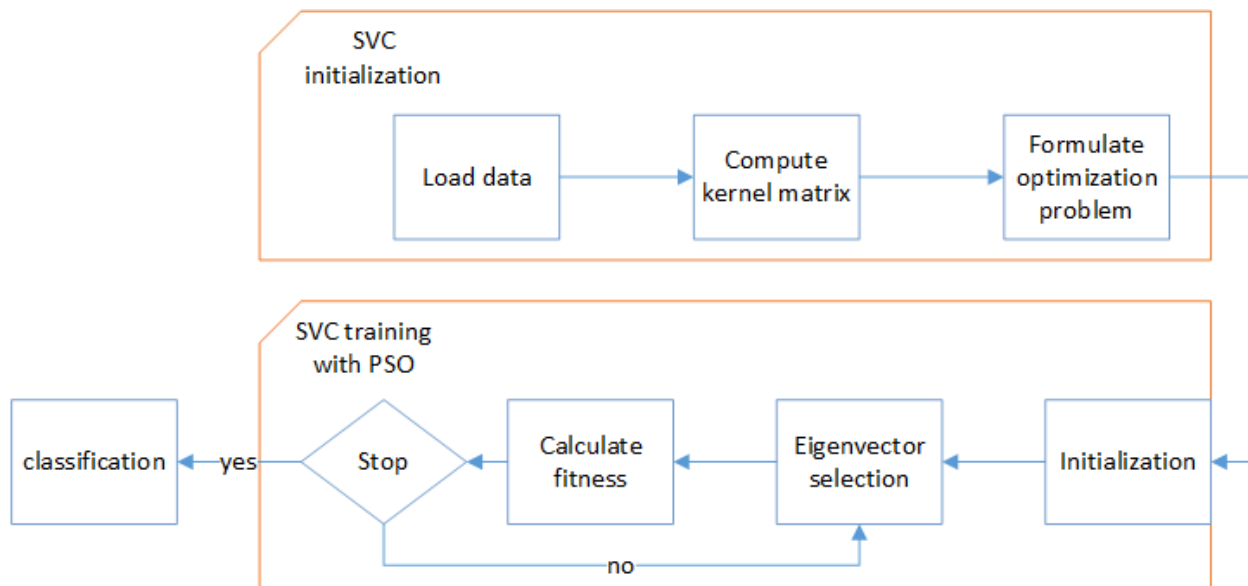 SVC
initialization
Load data
Compute
kernel matrix
Formulate
optimization
problem
SVC training
with PSO
classification
yes
Stop
Calculate
fitness
Eigenvector
selection
Initialization
no